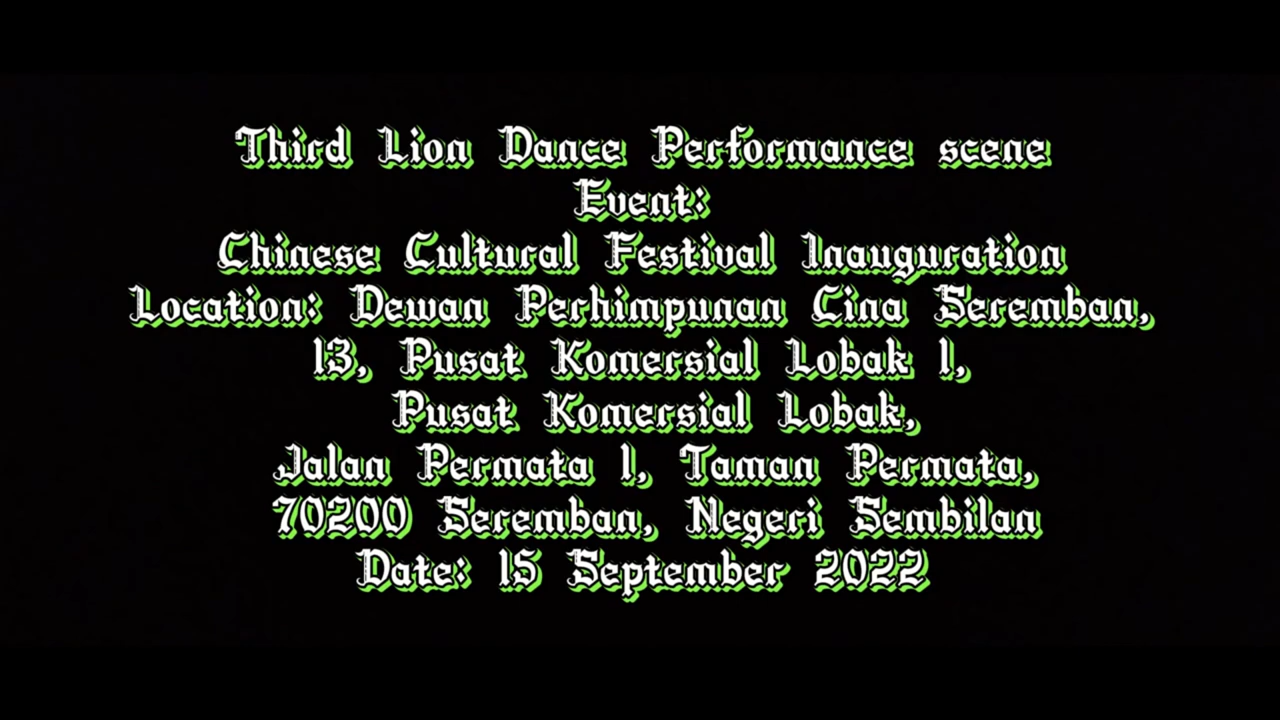 Third Lion Dance Performance scene
Event:
Chinese Cultural Festival Inauguration
Location: Dewan Perhimpunan Cina Seremban,
13, Pusat Komersial Lobak 1,
Pusat Komersial Lobak,
Jalan Permata 1, Taman Permata,
70200 Seremban, Negeri Sembilan
Date: 15 September 2022